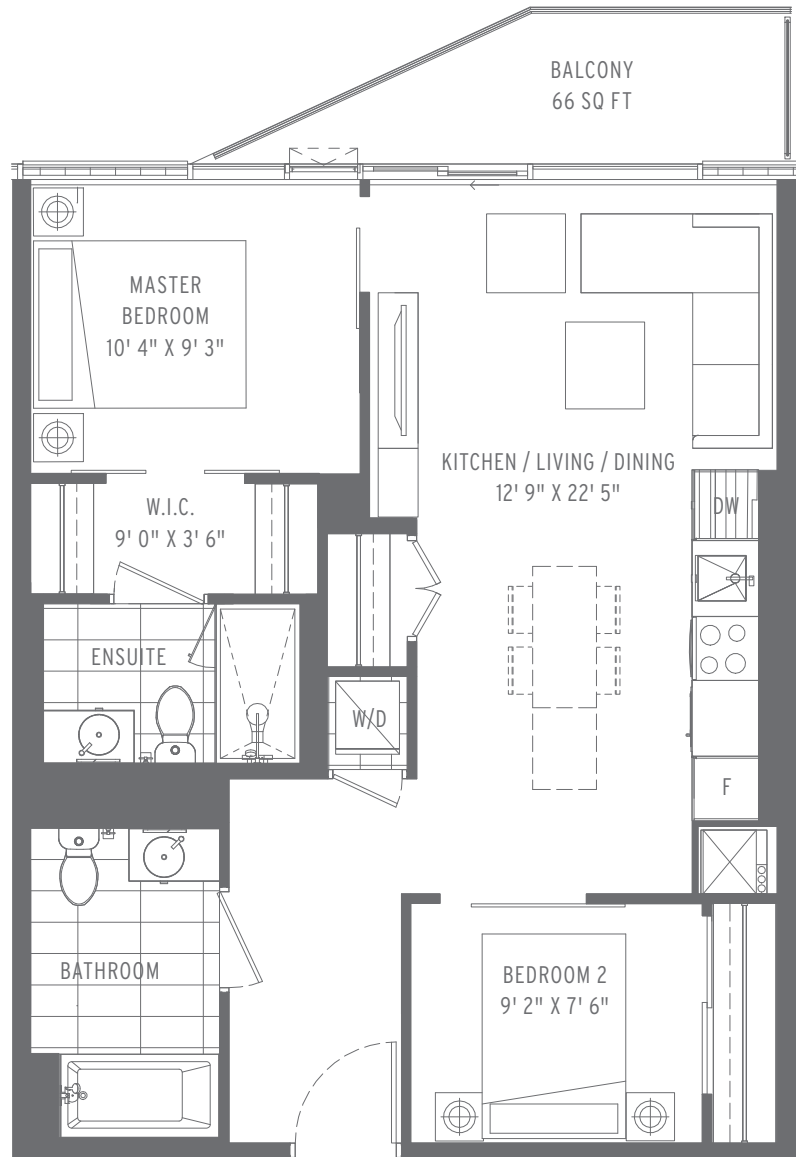 BALCONY
66 SQ FT
MASTER
BEDROOM
10' 4" X 9' 3"
KITCHEN / LIVING / DINING
12' 9" X 22' 5"
DW
W.I.C.
9' 0" X 3' 6"
ENSUITE
W/D
F
BATHROOM
BEDROOM 2
9' 2" X 7' 6"